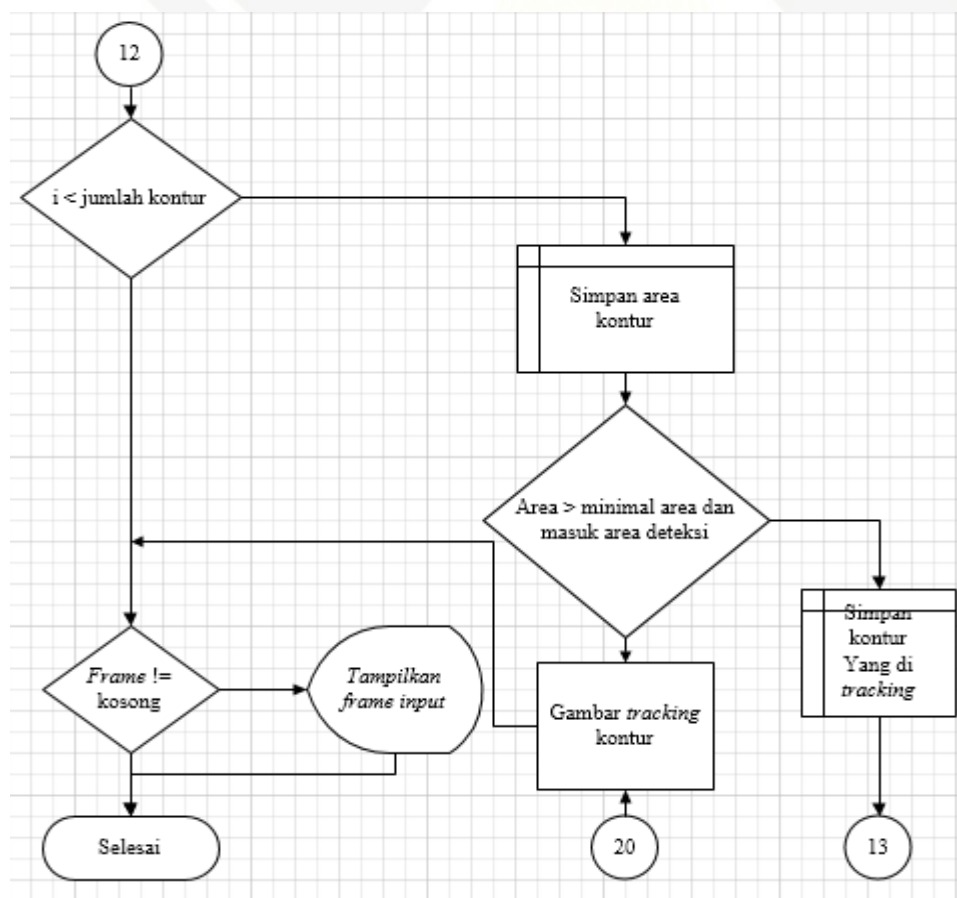 12
i < jumlah kontur
Simpan area
kontur
Area > minimal area dan
masuk area deteksi
Simpan
kontur
Yang di
tracking
Frame !=
kosong
Tampilkan
frame input
Gambar tracking
kontur
Selesai
20
13